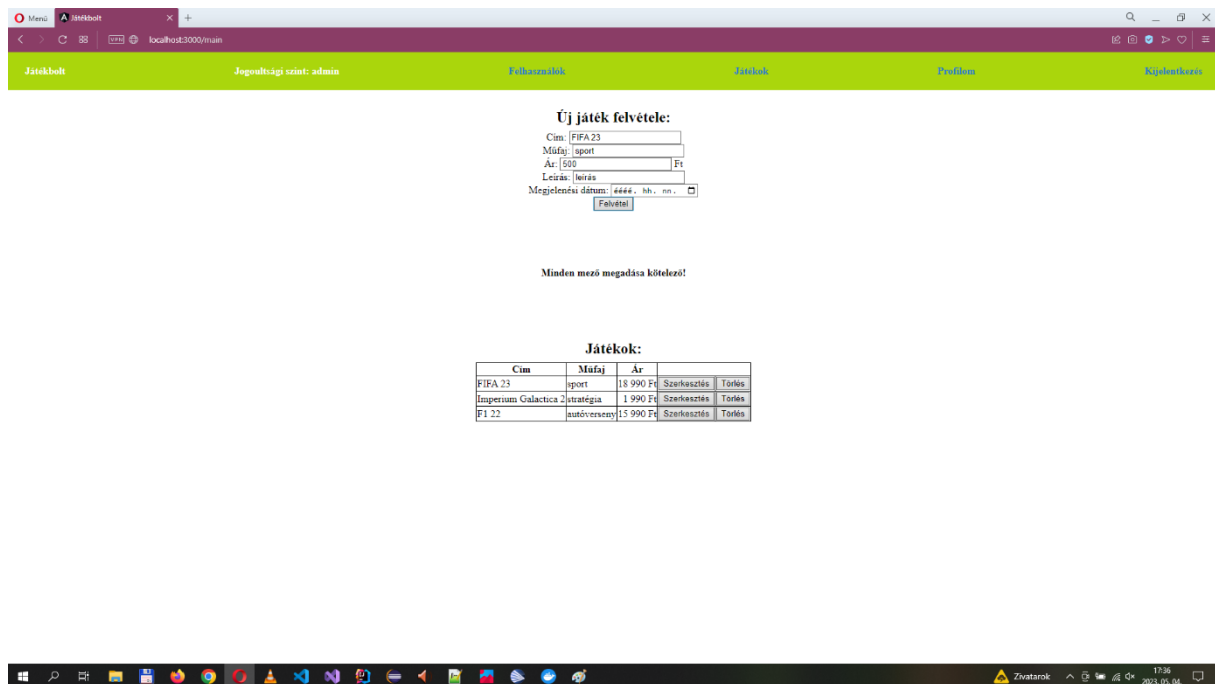 Menü Játékbolt
VPN localhost:3000/main
Játékbolt Jogoultsági szint: admin Felhasználók Játékok Profilom Kijelentkezés
Új játék felvétele:
Cím: FIFA 23
Műfaj: sport
Ár: 500 Ft
Leírás: leírás
Megjelenési dátum: éééé. hh. nn.
Felvétel
Minden mező megadása kötelező!
Játékok:
Cím Műfaj Ár
FIFA 23 sport 18 990 Ft Szerkesztés Törlés
Imperium Galactica 2 stratégia 1 990 Ft Szerkesztés Törlés
F1 22 autóverseny 15 990 Ft Szerkesztés Törlés
Zivatarok 17:36
2023. 05. 04.